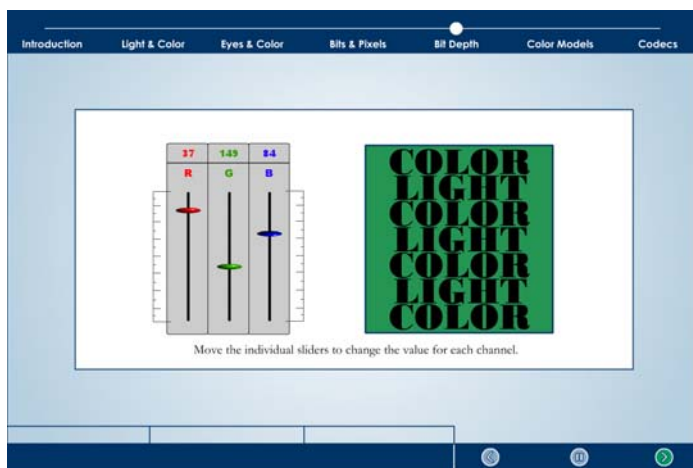 Introduction Light & Color Eyes & Color Bits & Pixels Bit Depth Color Models Codecs
37 149 84
R G B
COLOR
LIGHT
COLOR
LIGHT
COLOR
LIGHT
COLOR
Move the individual sliders to change the value for each channel.